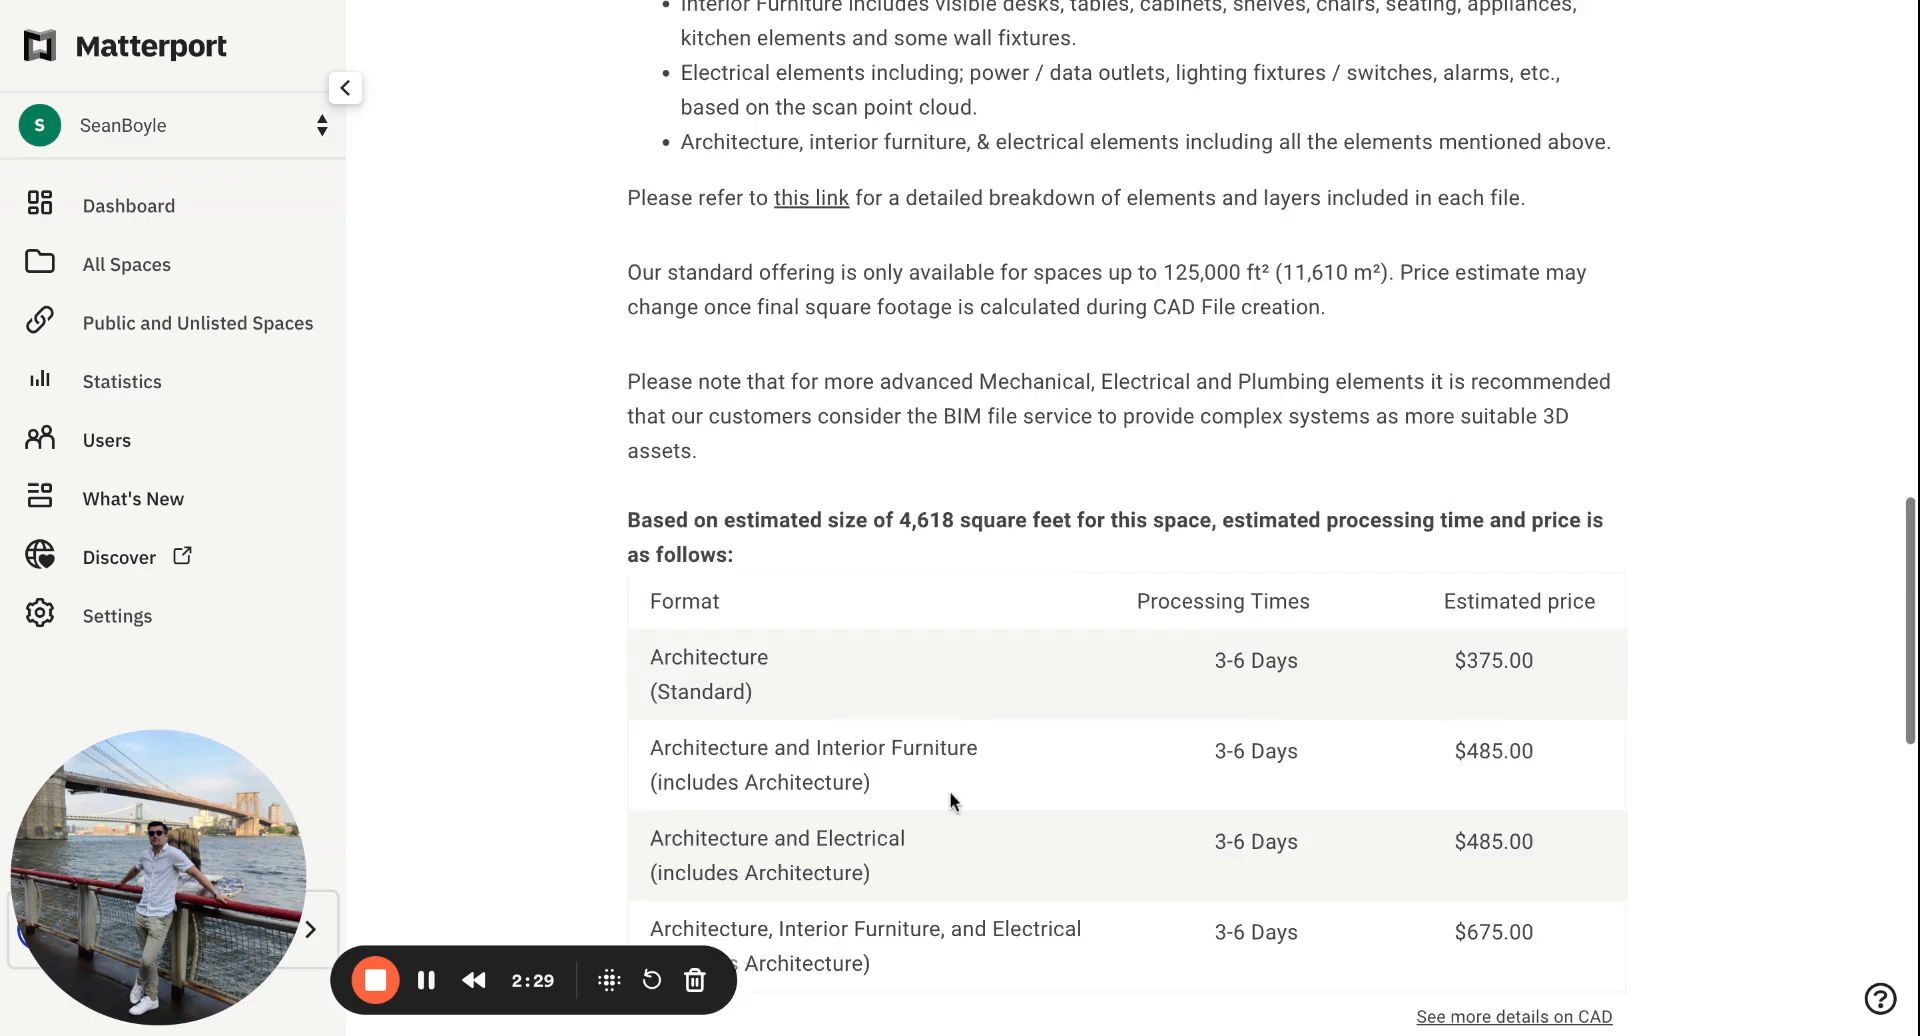 Matterport
S SeanBoyle
Dashboard
All Spaces
Public and Unlisted Spaces
Statistics
Users
What's New
Discover
Settings
Interior Furniture includes visible desks, tables, cabinets, shelves, chairs, seating, appliances,
kitchen elements and some wall fixtures.
Electrical elements including; power / data outlets, lighting fixtures / switches, alarms, etc.,
based on the scan point cloud.
Architecture, interior furniture, & electrical elements including all the elements mentioned above.
Please refer to this link for a detailed breakdown of elements and layers included in each file.
Our standard offering is only available for spaces up to 125,000 ft² (11,610 m²). Price estimate may
change once final square footage is calculated during CAD File creation.
Please note that for more advanced Mechanical, Electrical and Plumbing elements it is recommended
that our customers consider the BIM file service to provide complex systems as more suitable 3D
assets.
Based on estimated size of 4,618 square feet for this space, estimated processing time and price is
as follows:
Format Processing Times Estimated price
Architecture
(Standard) 3-6 Days $375.00
Architecture and Interior Furniture
(includes Architecture) 3-6 Days $485.00
Architecture and Electrical
(includes Architecture) 3-6 Days $485.00
Architecture, Interior Furniture, and Electrical 3-6 Days $675.00
Architecture)
2:29
See more details on CAD